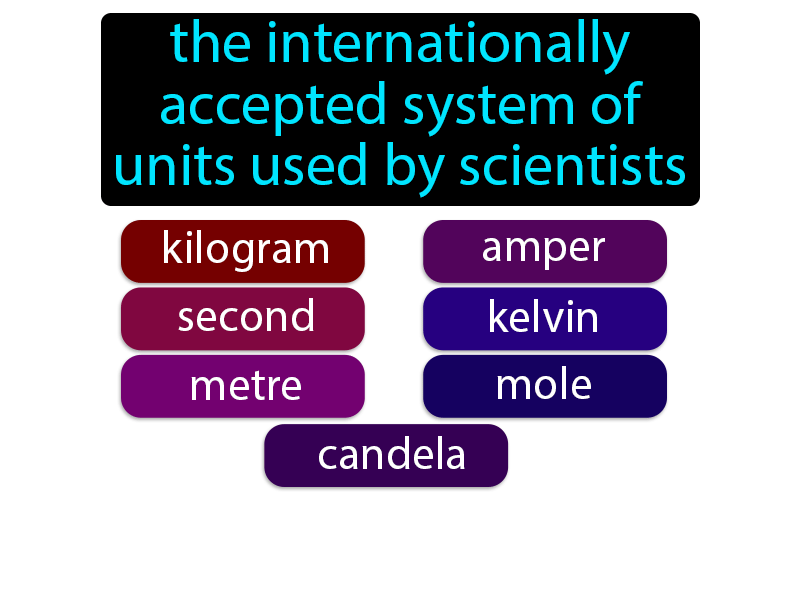 the internationally
accepted system of
units used by scientists
kilogram
amper
second
kelvin
metre
mole
candela